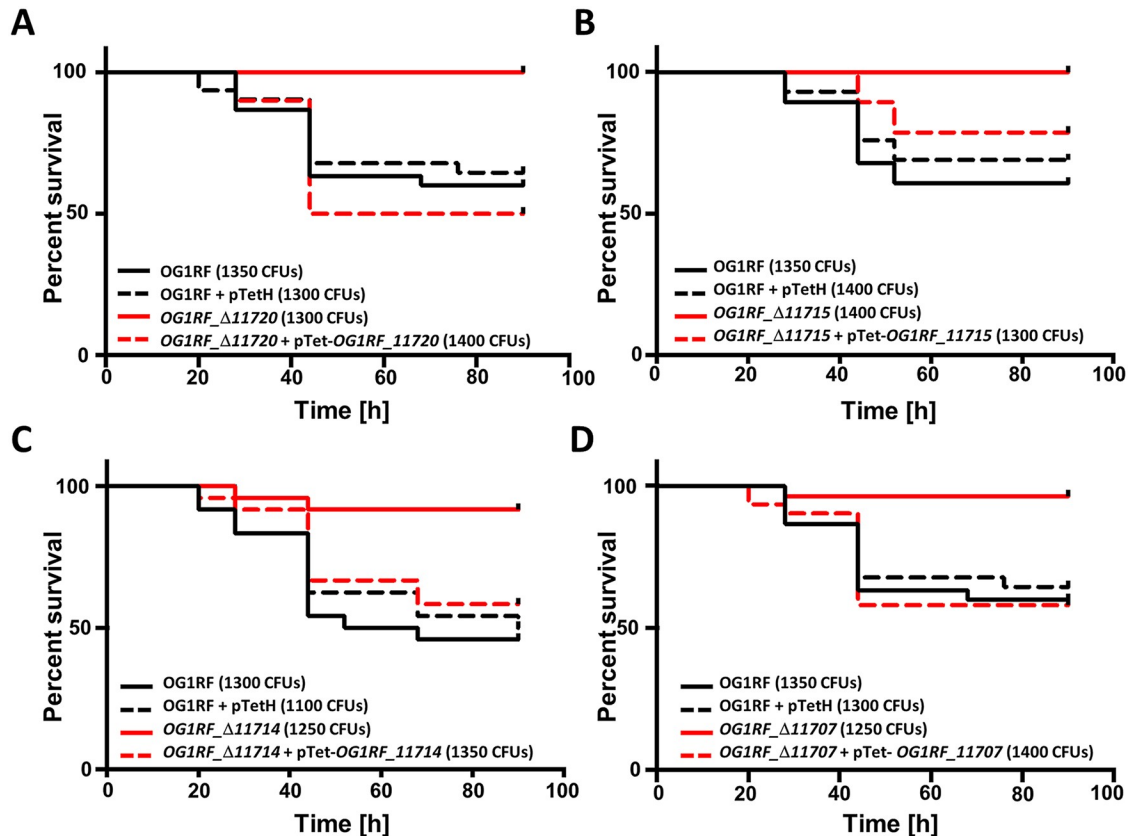 A
Percent survival
100
50
0
OG1RF (1350 CFUs)
OG1RF + pTetH (1300 CFUs)
OG1RF_Δ11720 (1300 CFUs)
OG1RF_Δ11720 + pTet-OG1RF_11720 (1400 CFUs)
0 20 40 60 80 100
Time [h]
B
Percent survival
100
50
0
OG1RF (1350 CFUs)
OG1RF + pTetH (1400 CFUs)
OG1RF_Δ11715 (1400 CFUs)
OG1RF_Δ11715 + pTet-OG1RF_11715 (1300 CFUs)
0 20 40 60 80 100
Time [h]
C
Percent survival
100
50
0
OG1RF (1300 CFUs)
OG1RF + pTetH (1100 CFUs)
OG1RF_Δ11714 (1250 CFUs)
OG1RF_Δ11714 + pTet-OG1RF_11714 (1350 CFUs)
0 20 40 60 80 100
Time [h]
D
Percent survival
100
50
0
OG1RF (1350 CFUs)
OG1RF + pTetH (1300 CFUs)
OG1RF_Δ11707 (1250 CFUs)
OG1RF_Δ11707 + pTet- OG1RF_11707 (1400 CFUs)
0 20 40 60 80 100
Time [h]